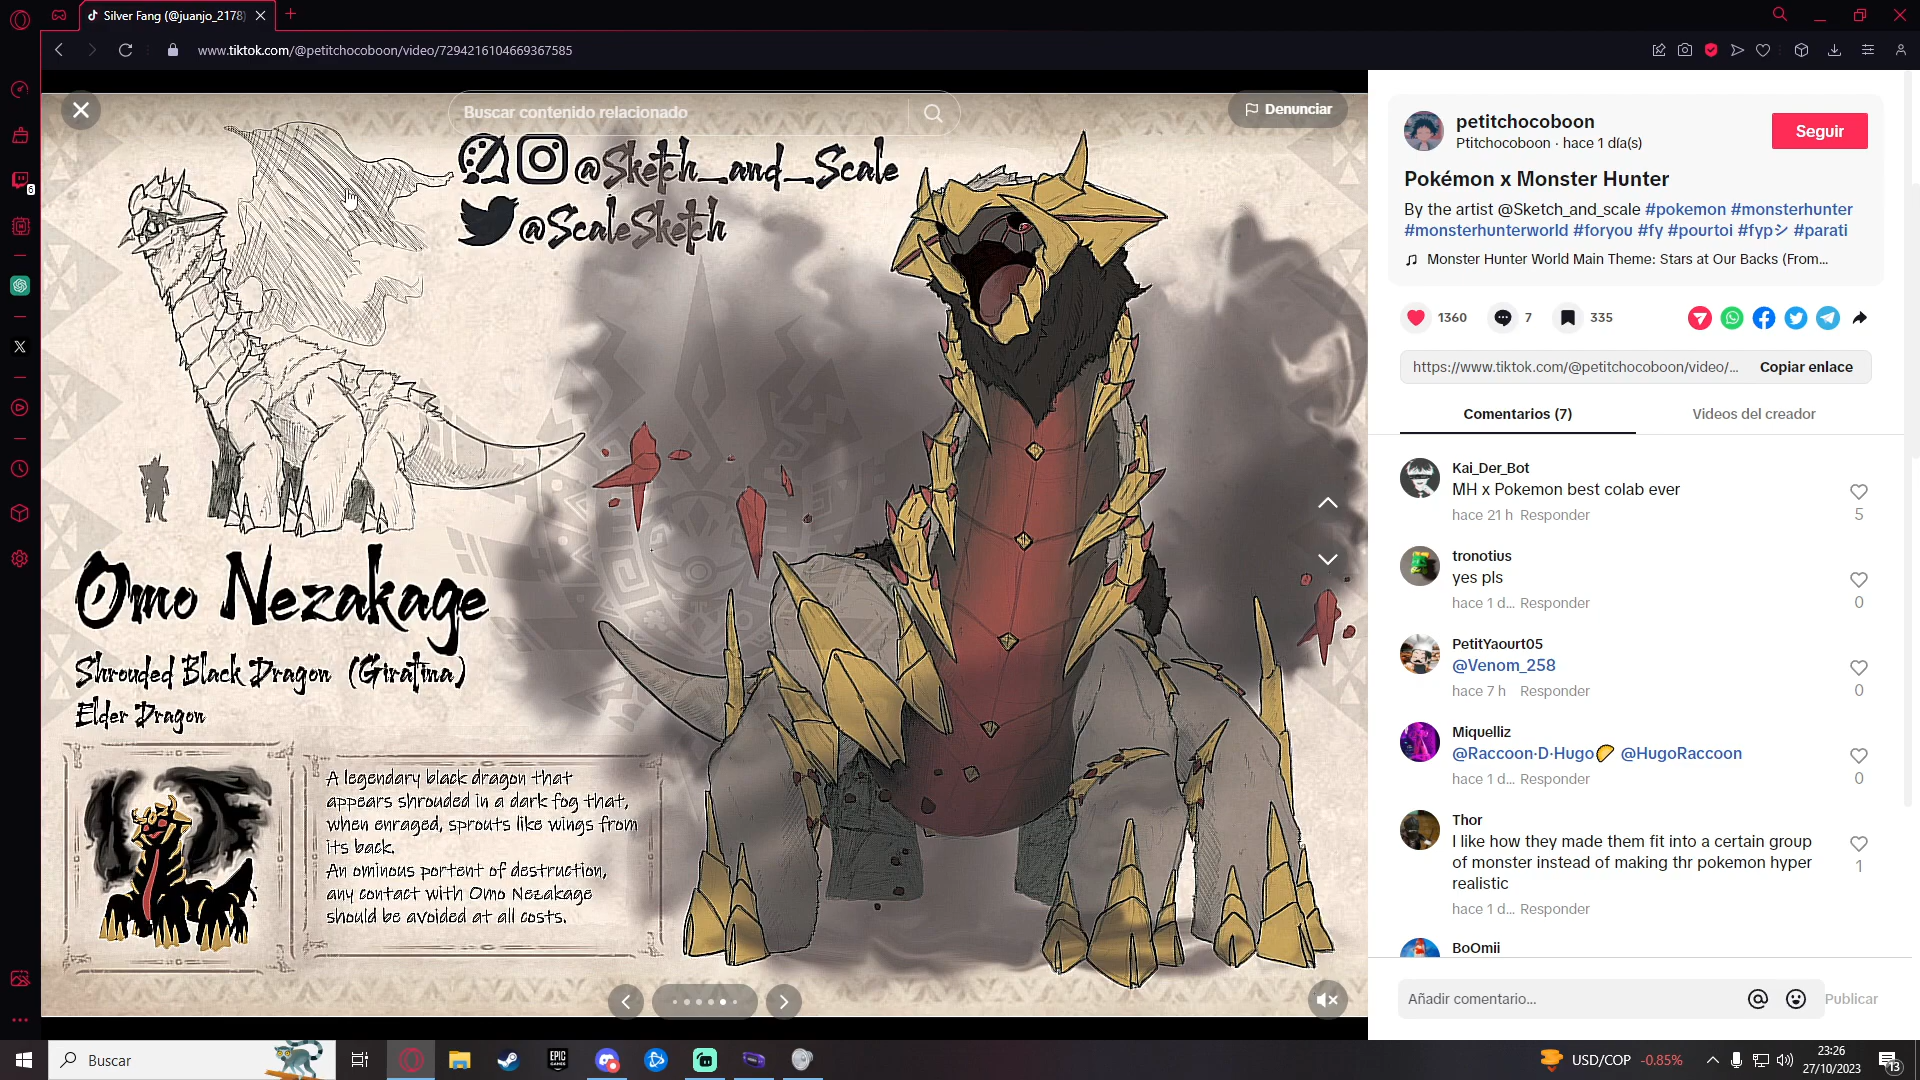 Silver Fang (@juanjo_2178)
www.tiktok.com/@petitchocoboon/video/7294216104669367585
6
Buscar contenido relacionado
Denunciar
@Sketch_and_Scale
@ScaleSketch
Omo Nezakage
Shrouded Black Dragon (Giratina)
Elder Dragon
A legendary black dragon that
appears shrouded in a dark fog that,
when enraged, sprouts like wings from
its back.
An ominous portent of destruction,
any contact with Omo Nezakage
should be avoided at all costs.
petitchocoboon
Ptitchocoboon · hace 1 día(s)
Seguir
Pokémon x Monster Hunter
By the artist @Sketch_and_scale #pokemon #monsterhunter
#monsterhunterworld #foryou #fy #pourtoi #fypシ #parati
Monster Hunter World Main Theme: Stars at Our Backs (From...
1360
7
335
https://www.tiktok.com/@petitchocoboon/video/...
Copiar enlace
Comentarios (7)
Videos del creador
Kai_Der_Bot
MH x Pokemon best colab ever
hace 21 h Responder
5
tronotius
yes pls
hace 1 d... Responder
0
PetitYaourt05
@Venom_258
hace 7 h Responder
0
Miquelliz
@Raccoon·D·Hugo🌮 @HugoRaccoon
hace 1 d... Responder
0
Thor
I like how they made them fit into a certain group
of monster instead of making thr pokemon hyper
realistic
hace 1 d... Responder
1
BoOmii
Añadir comentario...
Publicar
Buscar
EPIC
GAMES
USD/COP -0.85%
23:26
27/10/2023
13